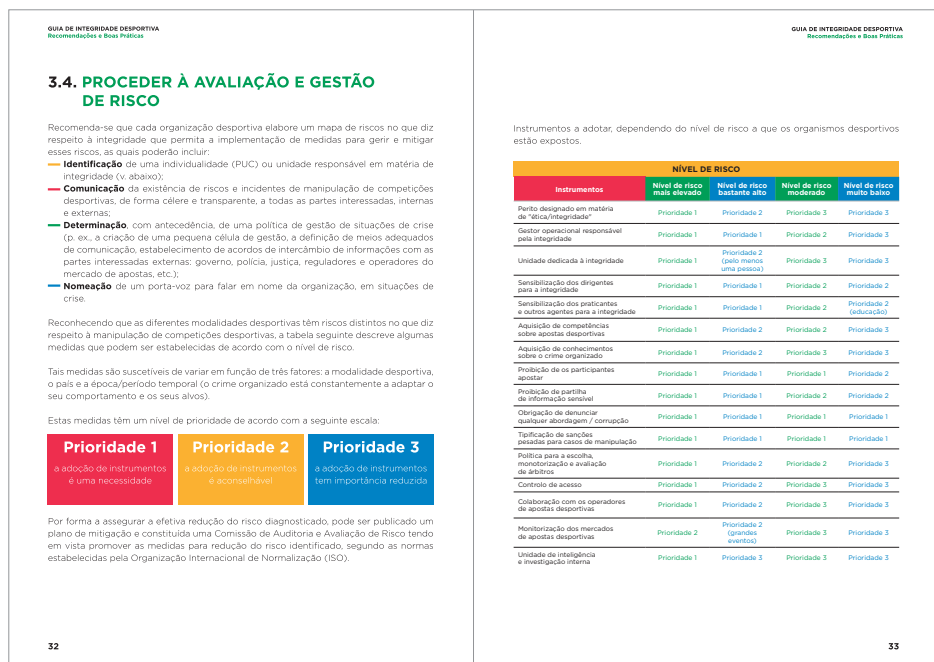 GUIA DE INTEGRIDADE DESPORTIVA
Recomendações e Boas Práticas
3.4. PROCEDER À AVALIAÇÃO E GESTÃO
DE RISCO
Recomenda-se que cada organização desportiva elabore um mapa de riscos no que diz
respeito à integridade que permita a implementação de medidas para gerir e mitigar
esses riscos, as quais poderão incluir:
Identificação de uma individualidade (PUC) ou unidade responsável em matéria de
integridade (v. abaixo);
Comunicação da existência de riscos e incidentes de manipulação de competições
desportivas, de forma célere e transparente, a todas as partes interessadas, internas
e externas;
Determinação, com antecedência, de uma política de gestão de situações de crise
(p. ex., a criação de uma pequena célula de gestão, a definição de meios adequados
de comunicação, estabelecimento de acordos de intercâmbio de informações com as
partes interessadas externas: governo, polícia, justiça, reguladores e operadores do
mercado de apostas, etc.);
Nomeação de um porta-voz para falar em nome da organização, em situações de
crise.
Reconhecendo que as diferentes modalidades desportivas têm riscos distintos no que diz
respeito à manipulação de competições desportivas, a tabela seguinte descreve algumas
medidas que podem ser estabelecidas de acordo com o nível de risco.
Tais medidas são suscetíveis de variar em função de três fatores: a modalidade desportiva,
o país e a época/período temporal (o crime organizado está constantemente a adaptar o
seu comportamento e os seus alvos).
Estas medidas têm um nível de prioridade de acordo com a seguinte escala:
Prioridade 1
a adoção de instrumentos
é uma necessidade
Prioridade 2
a adoção de instrumentos
é aconselhável
Prioridade 3
a adoção de instrumentos
tem importância reduzida
Por forma a assegurar a efetiva redução do risco diagnosticado, pode ser publicado um
plano de mitigação e constituída uma Comissão de Auditoria e Avaliação de Risco tendo
em vista promover as medidas para redução do risco identificado, segundo as normas
estabelecidas pela Organização Internacional de Normalização (ISO).
32
GUIA DE INTEGRIDADE DESPORTIVA
Recomendações e Boas Práticas
Instrumentos a adotar, dependendo do nível de risco a que os organismos desportivos
estão expostos.
NÍVEL DE RISCO
Instrumentos
Nível de risco
mais elevado
Nível de risco
bastante alto
Nível de risco
moderado
Nível de risco
muito baixo
Perito designado em matéria
de "ética/integridade"
Prioridade 1 Prioridade 2 Prioridade 3 Prioridade 3
Gestor operacional responsável
pela integridade
Prioridade 1 Prioridade 1 Prioridade 2 Prioridade 3
Unidade dedicada à integridade
Prioridade 1
Prioridade 2
(pelo menos
uma pessoa)
Prioridade 3 Prioridade 3
Sensibilização dos dirigentes
para a integridade
Prioridade 1 Prioridade 1 Prioridade 2 Prioridade 2
Sensibilização dos praticantes
e outros agentes para a integridade
Prioridade 1 Prioridade 1 Prioridade 2
Prioridade 2
(educação)
Aquisição de competências
sobre apostas desportivas
Prioridade 1 Prioridade 2 Prioridade 2 Prioridade 3
Aquisição de conhecimentos
sobre o crime organizado
Prioridade 1 Prioridade 2 Prioridade 3 Prioridade 3
Proibição de os participantes
apostar
Prioridade 1 Prioridade 1 Prioridade 1 Prioridade 2
Proibição de partilha
de informação sensível
Prioridade 1 Prioridade 1 Prioridade 2 Prioridade 2
Obrigação de denunciar
qualquer abordagem / corrupção
Prioridade 1 Prioridade 1 Prioridade 1 Prioridade 1
Tipificação de sanções
pesadas para casos de manipulação
Prioridade 1 Prioridade 1 Prioridade 1 Prioridade 1
Política para a escolha,
monotorização e avaliação
de árbitros
Prioridade 1 Prioridade 2 Prioridade 2 Prioridade 3
Controlo de acesso
Prioridade 1 Prioridade 2 Prioridade 3 Prioridade 3
Colaboração com os operadores
de apostas desportivas
Prioridade 1 Prioridade 2 Prioridade 3 Prioridade 3
Monitorização dos mercados
de apostas desportivas
Prioridade 2
Prioridade 2
(grandes
eventos)
Prioridade 3 Prioridade 3
Unidade de inteligência
e investigação interna
Prioridade 1 Prioridade 3 Prioridade 3 Prioridade 3
33